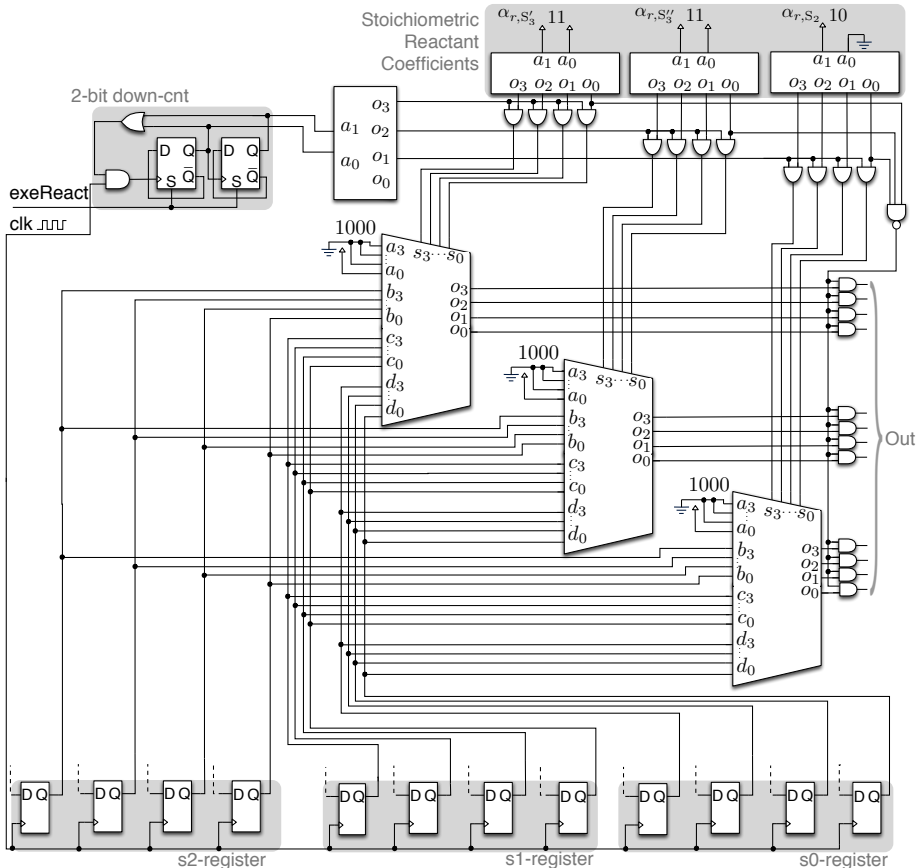 Stoichiometric
Reactant
Coefficients
α_{r,S_3'} 11
α_{r,S_3''} 11
α_{r,S_2} 10
a_1 a_0
a_1 a_0
a_1 a_0
o_3 o_2 o_1 o_0
o_3 o_2 o_1 o_0
o_3 o_2 o_1 o_0
2-bit down-cnt
D Q
Q̅
S
D Q
Q̅
S
a_1
a_0
o_3
o_2
o_1
o_0
exeReact
clk
1000
a_3
a_0
b_3
b_0
c_3
c_0
d_3
d_0
s_3...s_0
o_3
o_2
o_1
o_0
1000
a_3
a_0
b_3
b_0
c_3
c_0
d_3
d_0
s_3...s_0
o_3
o_2
o_1
o_0
Out
1000
a_3
a_0
b_3
b_0
c_3
c_0
d_3
d_0
s_3...s_0
o_3
o_2
o_1
o_0
D Q D Q D Q D Q
D Q D Q D Q D Q
D Q D Q D Q D Q
s2-register
s1-register
s0-register